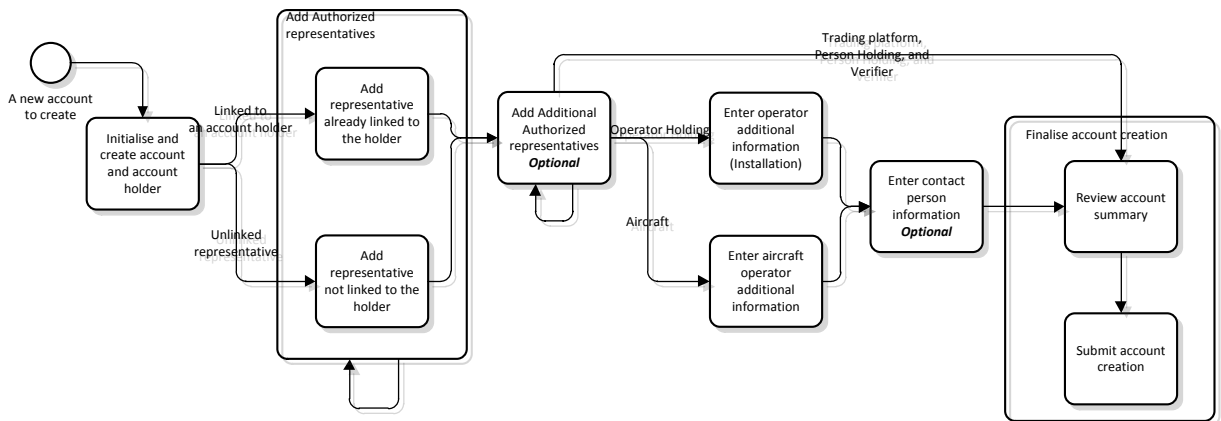 A new account
to create
Initialise and
create account
and account
holder
Linked to
an account holder
Unlinked
representative
Add Authorized
representatives
Add
representative
already linked to
the holder
Add
representative
not linked to the
holder
Add Additional
Authorized
representatives
Optional
Trading platform,
Person Holding, and
Verifier
Operator Holding
Aircraft
Enter operator
additional
information
(Installation)
Enter aircraft
operator
additional
information
Enter contact
person
information
Optional
Finalise account creation
Review account
summary
Submit account
creation